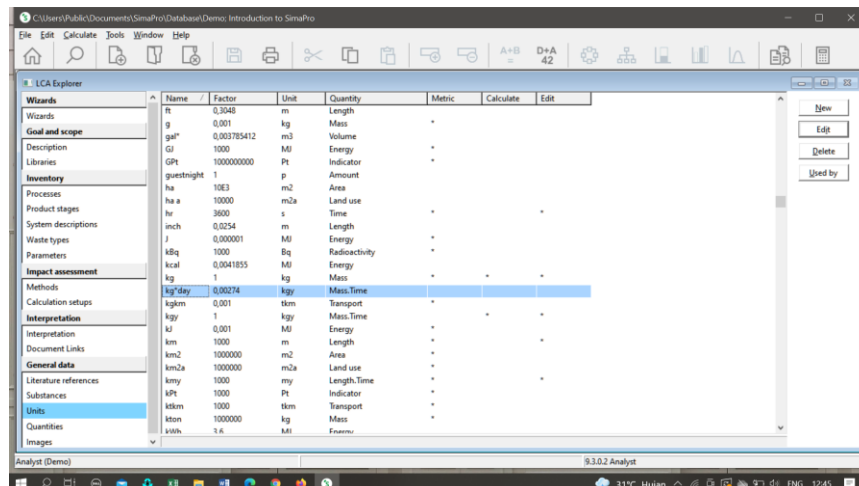 C:\Users\Public\Documents\SimaPro\Database\Demo; Introduction to SimaPro
File Edit Calculate Tools Window Help
A+B = D+A 42
LCA Explorer
Wizards
Wizards
Goal and scope
Description
Libraries
Inventory
Processes
Product stages
System descriptions
Waste types
Parameters
Impact assessment
Methods
Calculation setups
Interpretation
Interpretation
Document Links
General data
Literature references
Substances
Units
Quantities
Images
Name / Factor Unit Quantity Metric Calculate Edit
ft 0,3048 m Length
g 0,001 kg Mass *
gal* 0,003785412 m3 Volume
GJ 1000 MJ Energy *
GPt 1000000000 Pt Indicator *
guestnight 1 p Amount
ha 10E3 m2 Area
ha a 10000 m2a Land use
hr 3600 s Time * *
inch 0,0254 m Length
J 0,000001 MJ Energy *
kBq 1000 Bq Radioactivity *
kcal 0,0041855 MJ Energy
kg 1 kg Mass * * *
kg*day 0,00274 kgy Mass.Time
kgkm 0,001 tkm Transport *
kgy 1 kgy Mass.Time * *
kJ 0,001 MJ Energy *
km 1000 m Length * *
km2 1000000 m2 Area *
km2a 1000000 m2a Land use *
kmy 1000 my Length.Time *
kPt 1000 Pt Indicator *
ktkm 1000 tkm Transport *
kton 1000000 kg Mass *
kWh 3,6 MJ Energy
New
Edit
Delete
Used by
Analyst (Demo) 9.3.0.2 Analyst
31°C Hujan ENG 12:45